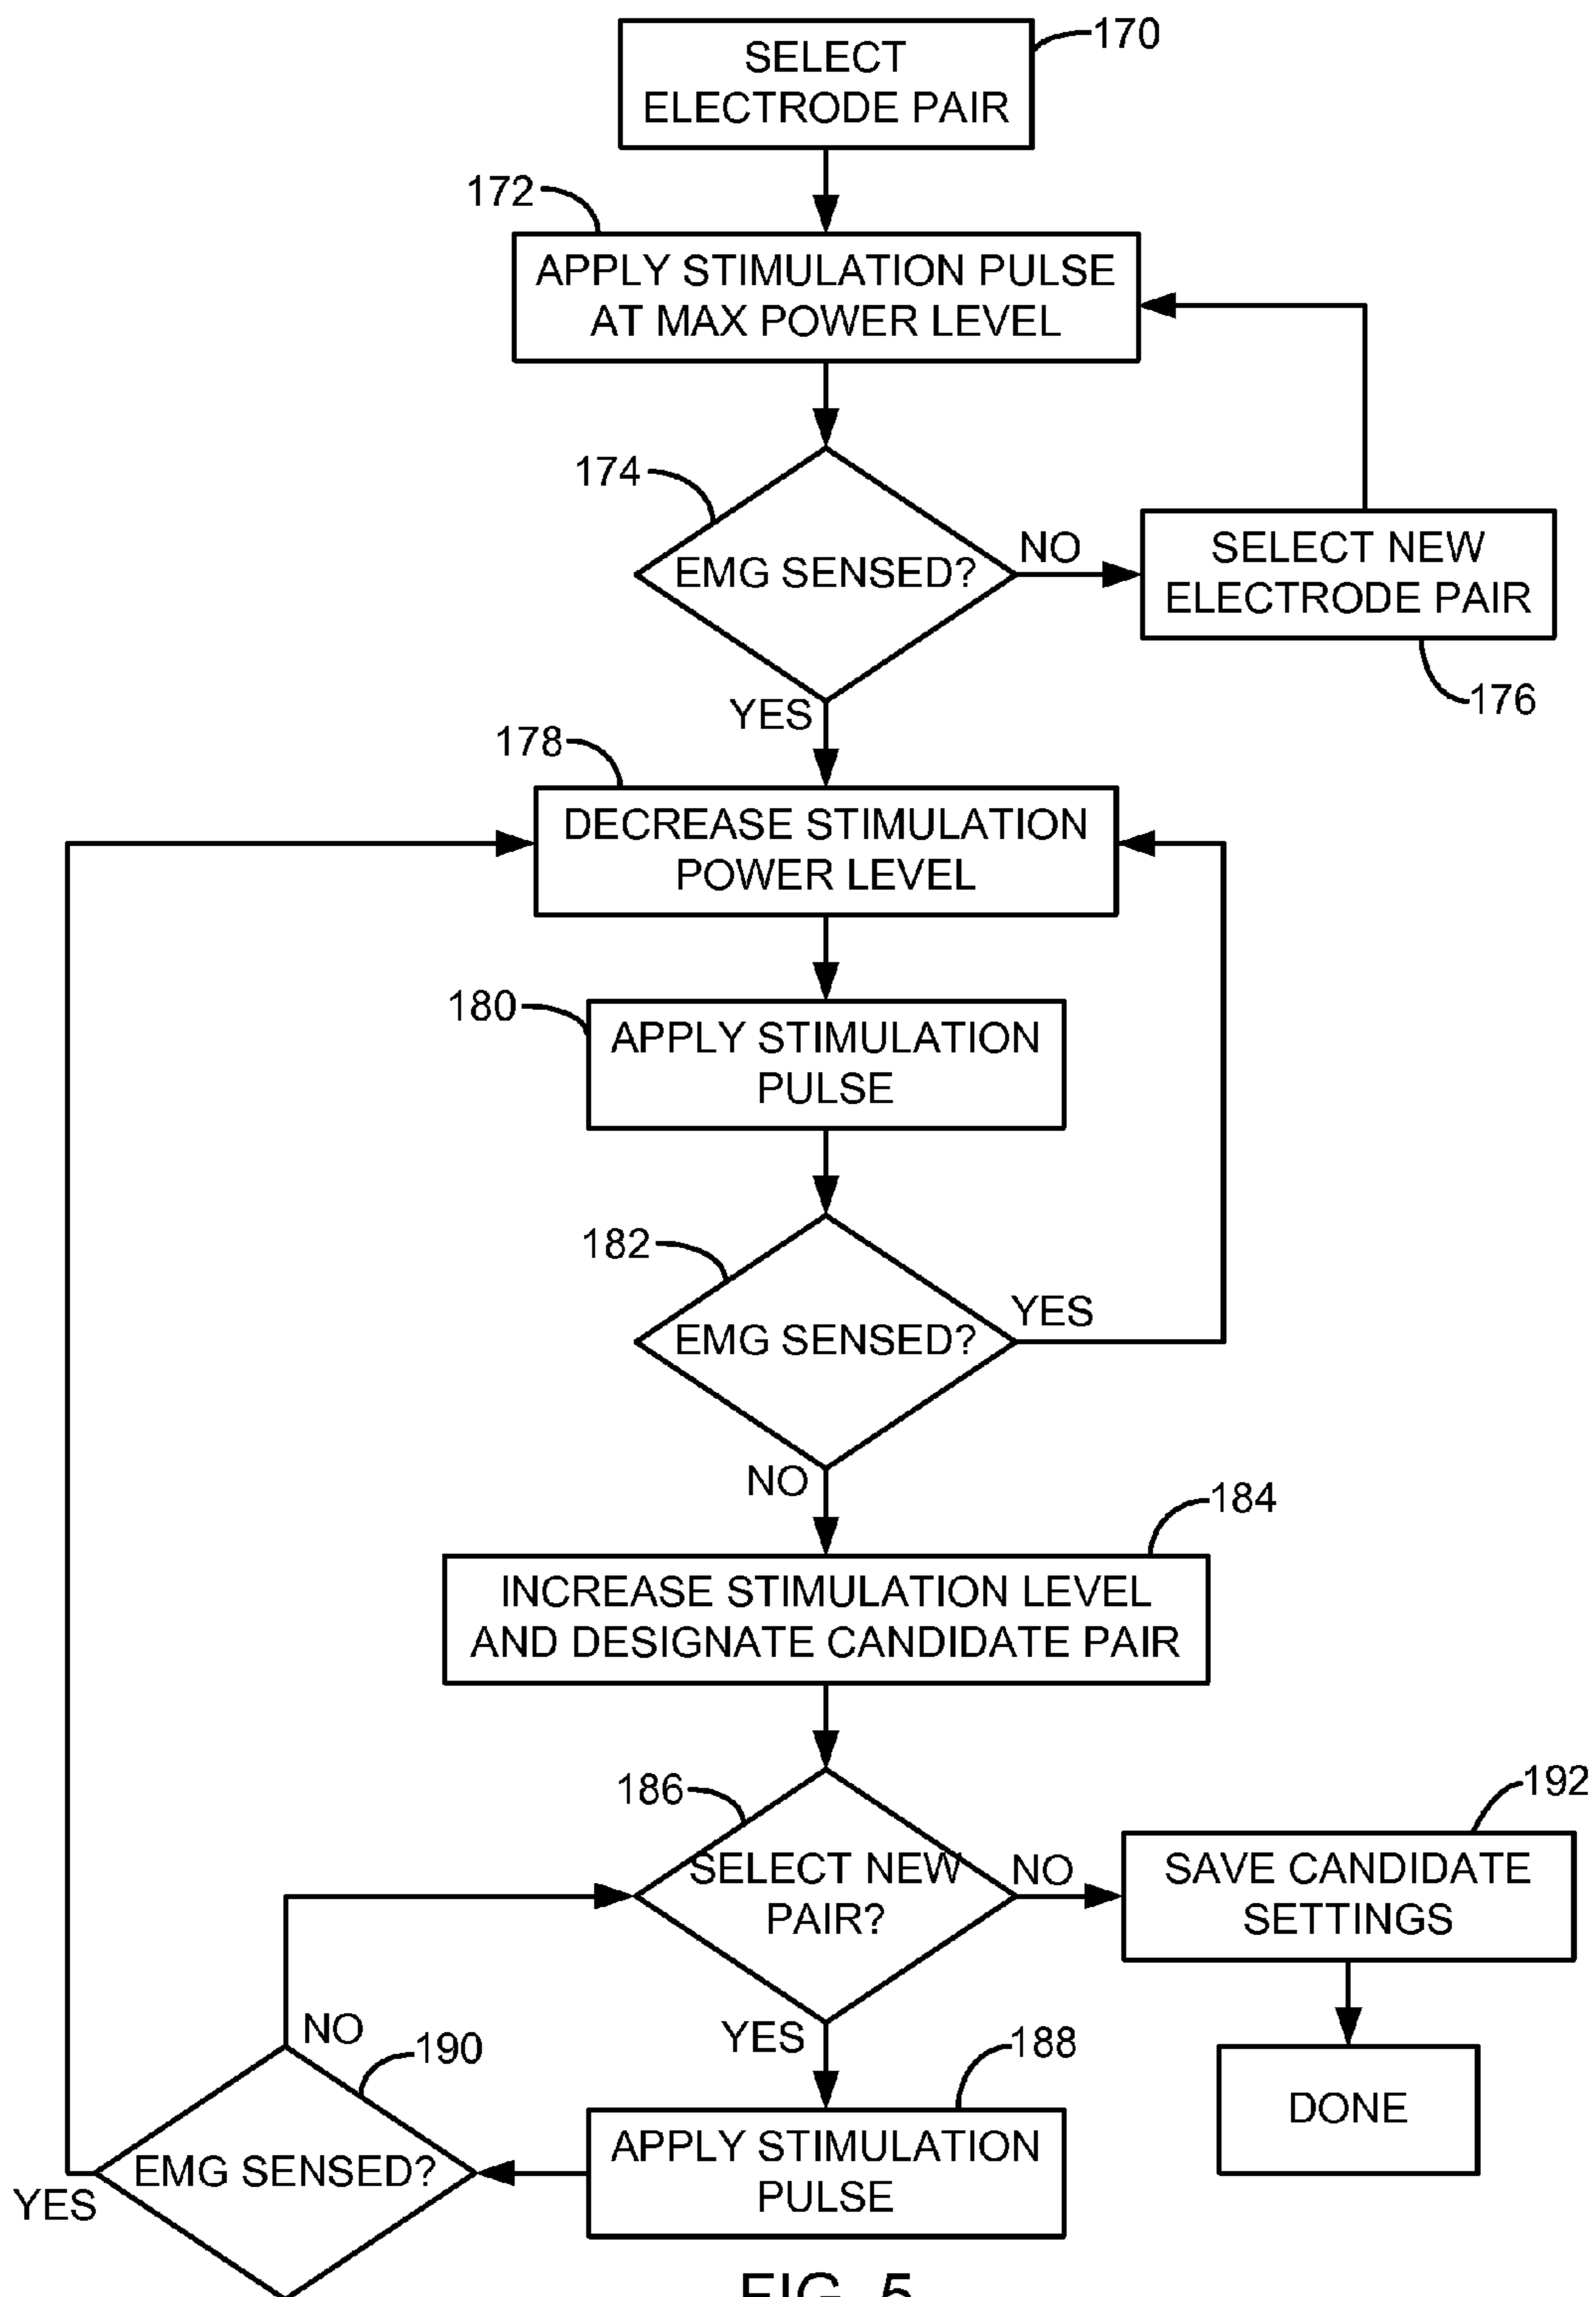 170
SELECT
ELECTRODE PAIR
172
APPLY STIMULATION PULSE
AT MAX POWER LEVEL
174
EMG SENSED?
NO
SELECT NEW
ELECTRODE PAIR
176
YES
178
DECREASE STIMULATION
POWER LEVEL
180
APPLY STIMULATION
PULSE
182
EMG SENSED?
YES
NO
184
INCREASE STIMULATION LEVEL
AND DESIGNATE CANDIDATE PAIR
186
SELECT NEW
PAIR?
NO
192
SAVE CANDIDATE
SETTINGS
DONE
YES
188
APPLY STIMULATION
PULSE
190
EMG SENSED?
NO
YES
FIG. 5